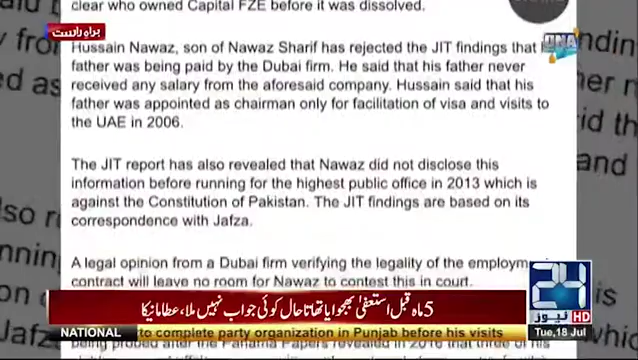 clear who owned Capital FZE before it was dissolved.
براہِ راست
Hussain Nawaz, son of Nawaz Sharif has rejected the JIT findings that
father was being paid by the Dubai firm. He said that his father never
received any salary from the aforesaid company. Hussain said that his
father was appointed as chairman only for facilitation of visa and visits to
the UAE in 2006.
The JIT report has also revealed that Nawaz did not disclose this
information before running for the highest public office in 2013 which is
against the Constitution of Pakistan. The JIT findings are based on its
correspondence with Jafza.
A legal opinion from a Dubai firm verifying the legality of the employm
contract will leave no room for Nawaz to contest this in court.
5 ماہ قبل استعفیٰ بھجوایا تھا تاحال کوئی جواب نہیں ملا، عطا مانیکا
24
نیوز HD
NATIONAL to complete party organization in Punjab before his visits
Tue,18 Jul